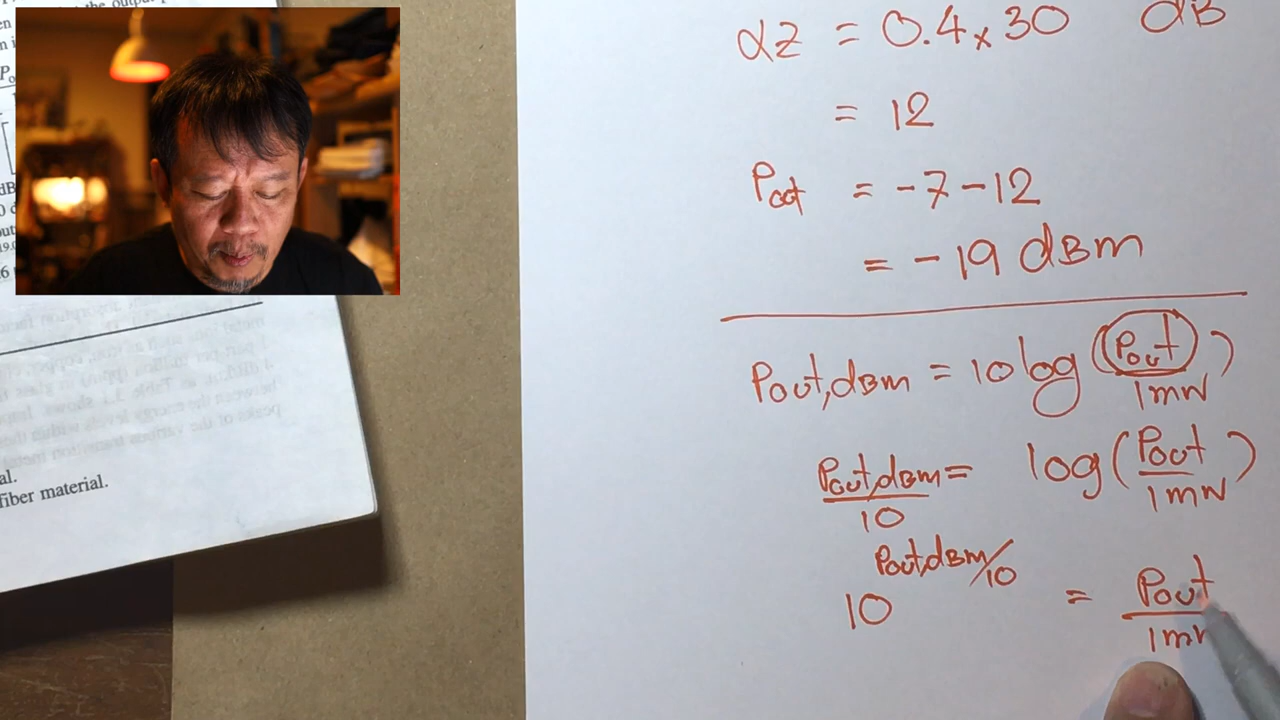 αz = 0.4 x 30 dB
= 12
Pout = -7 - 12
= -19 dBm
Pout,dBm = 10 log (Pout / 1mW)
Pout,dBm / 10 = log (Pout / 1mW)
10^Pout,dBm/10 = Pout / 1mW
al.
fiber material.